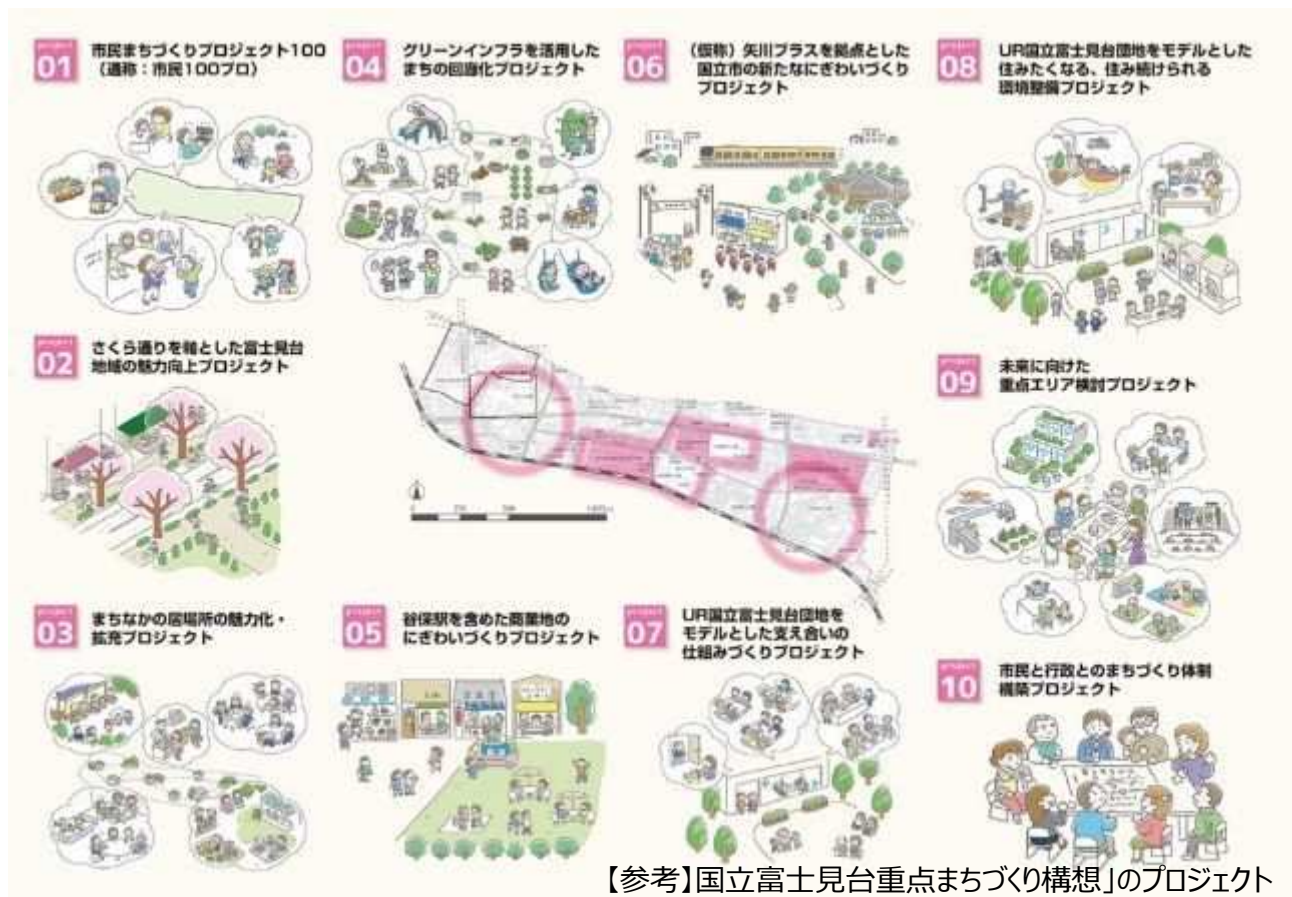 project
01
市民まちづくりプロジェクト100
（通称：市民100プロ）
project
02
さくら通りを軸とした富士見台
地域の魅力向上プロジェクト
project
03
まちなかの居場所の魅力化・
拡充プロジェクト
project
04
グリーンインフラを活用した
まちの回廊化プロジェクト
project
05
谷保駅を含めた商業地の
にぎわいづくりプロジェクト
project
06
（仮称）矢川プラスを拠点とした
国立市の新たなにぎわいづくり
プロジェクト
project
07
UR国立富士見台団地を
モデルとした支え合いの
仕組みづくりプロジェクト
project
08
UR国立富士見台団地をモデルとした
住みたくなる、住み続けられる
環境整備プロジェクト
project
09
未来に向けた
重点エリア検討プロジェクト
project
10
市民と行政とのまちづくり体制
構築プロジェクト
【参考】国立富士見台重点まちづくり構想」のプロジェクト